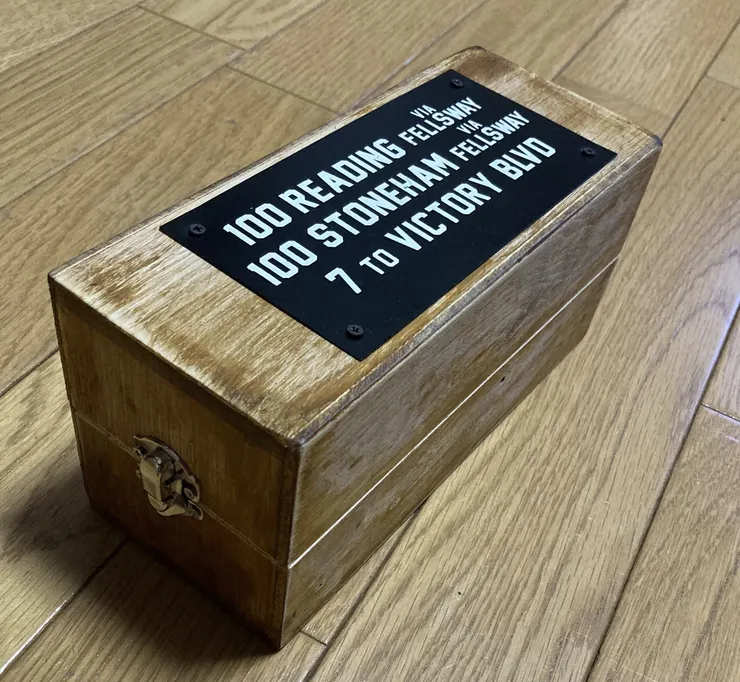 100 READING VIA FELLSWAY
100 STONEHAM VIA FELLSWAY
7 TO VICTORY BLVD